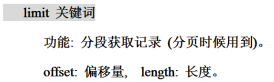 limit 关键词
功能: 分段获取记录 (分页时候用到)。
offset: 偏移量, length: 长度。